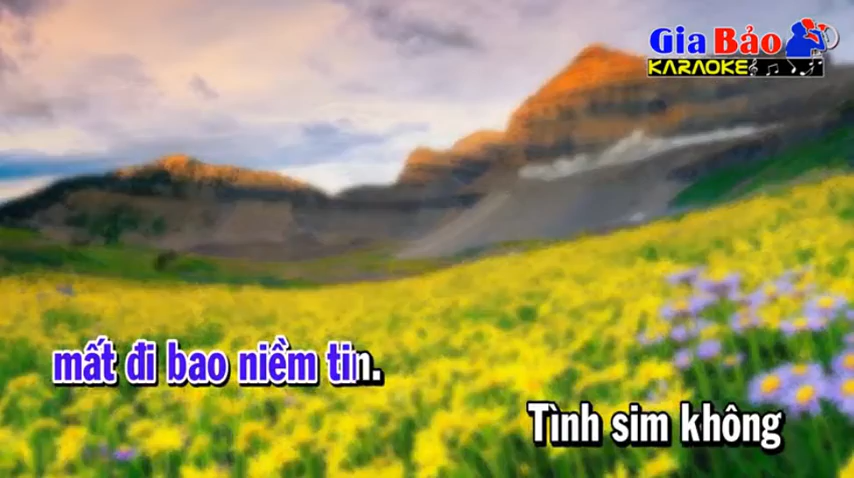 Gia Bảo
KARAOKE
mất đi bao niềm tin.
Tình sim không